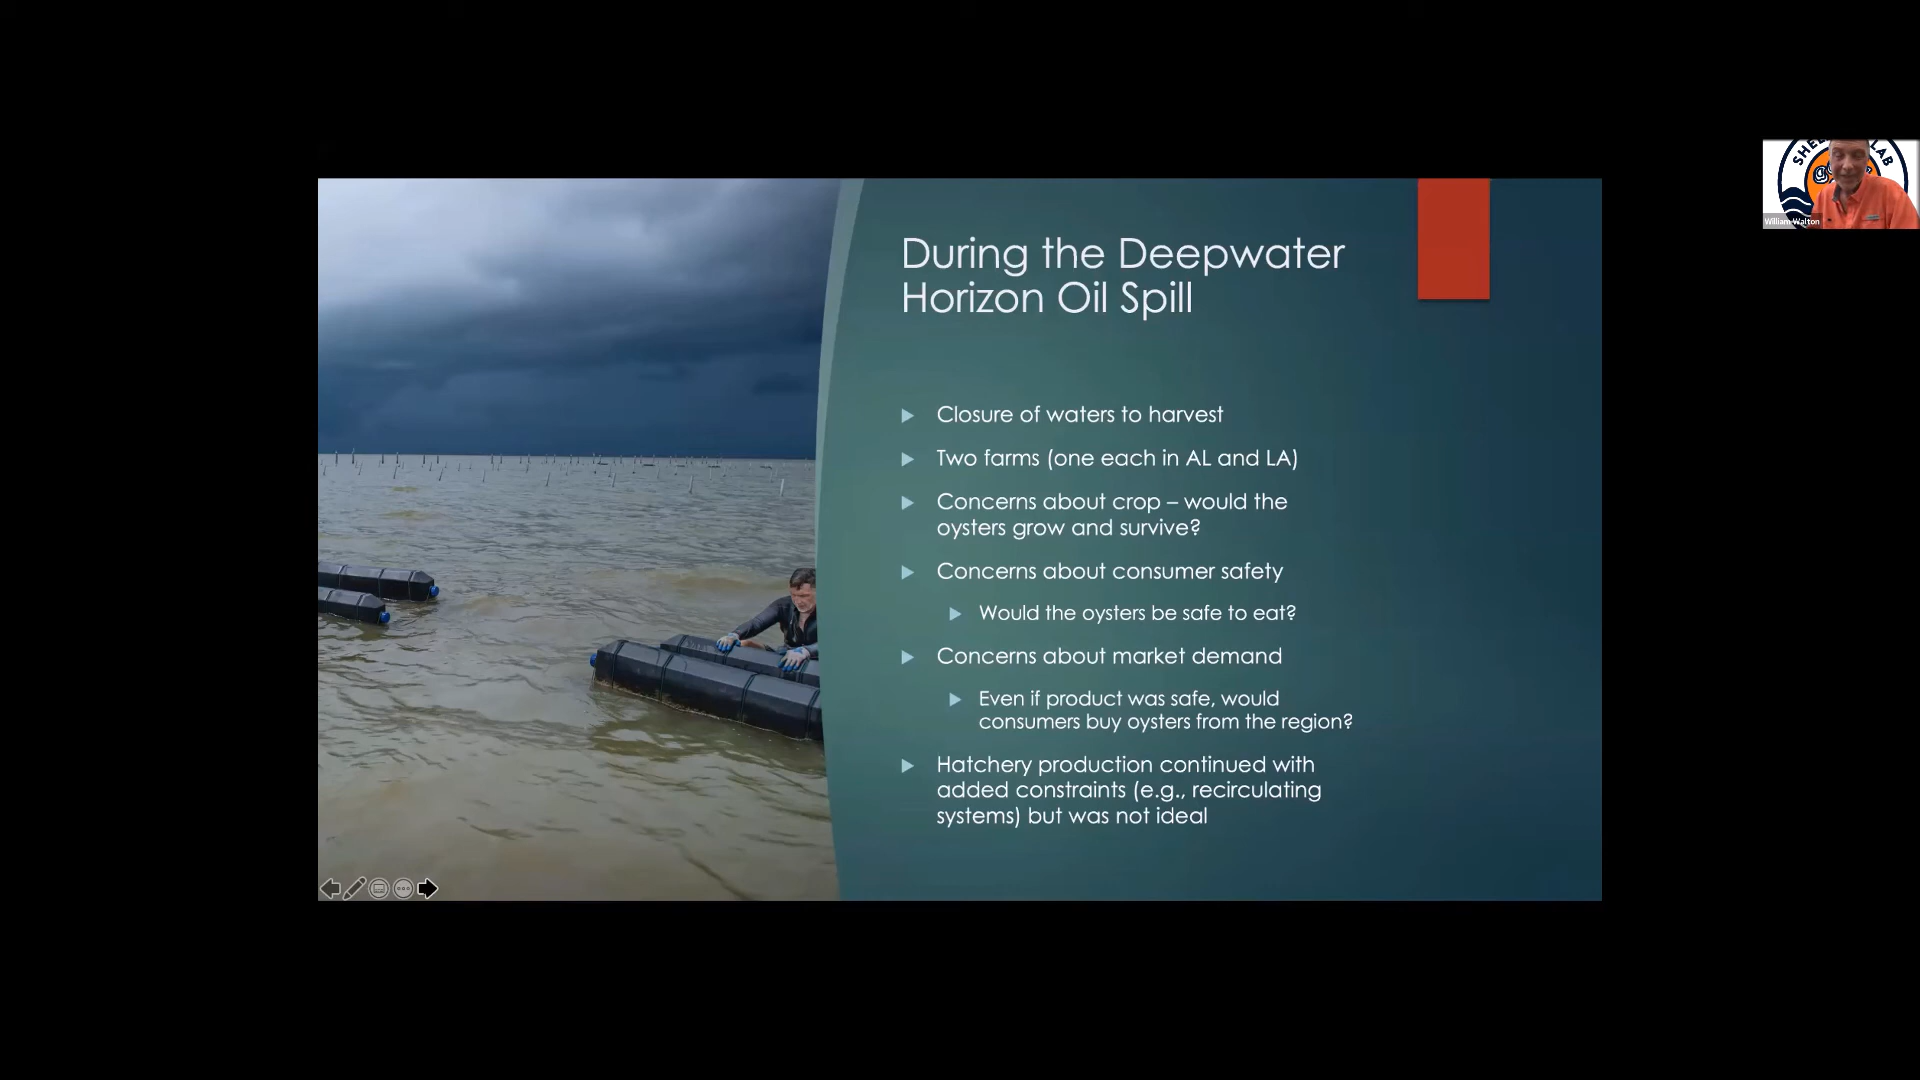 During the Deepwater
Horizon Oil Spill
Closure of waters to harvest
Two farms (one each in AL and LA)
Concerns about crop – would the
oysters grow and survive?
Concerns about consumer safety
Would the oysters be safe to eat?
Concerns about market demand
Even if product was safe, would
consumers buy oysters from the region?
Hatchery production continued with
added constraints (e.g., recirculating
systems) but was not ideal
LAB
William Walton